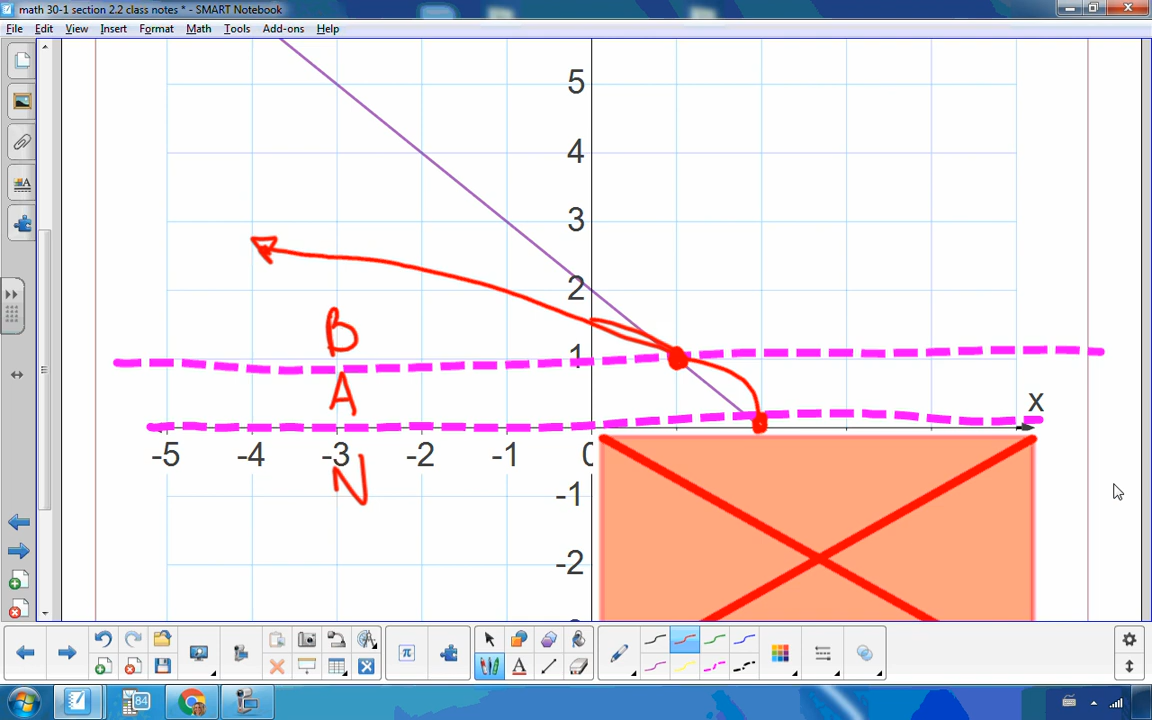 math 30-1 section 2.2 class notes * - SMART Notebook
File Edit View Insert Format Math Tools Add-ons Help
5
4
3
2
B
1
A
x
-5 -4 -3 -2 -1 0
N
-1
-2
π
A
84